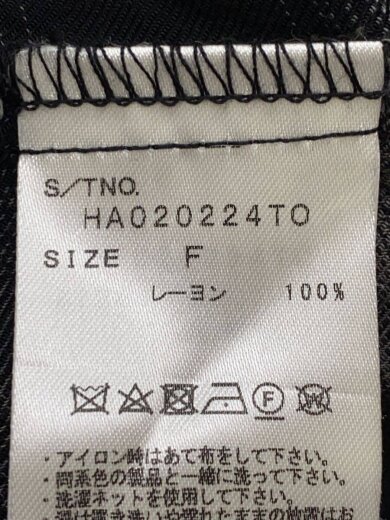 S/TNO.
HA020224TO
SIZE F
レーヨン 100%
F W
・アイロン時はあて布をして下さい。
・同系色の製品と一緒に洗って下さい。
・洗濯ネットを使用して下さい。